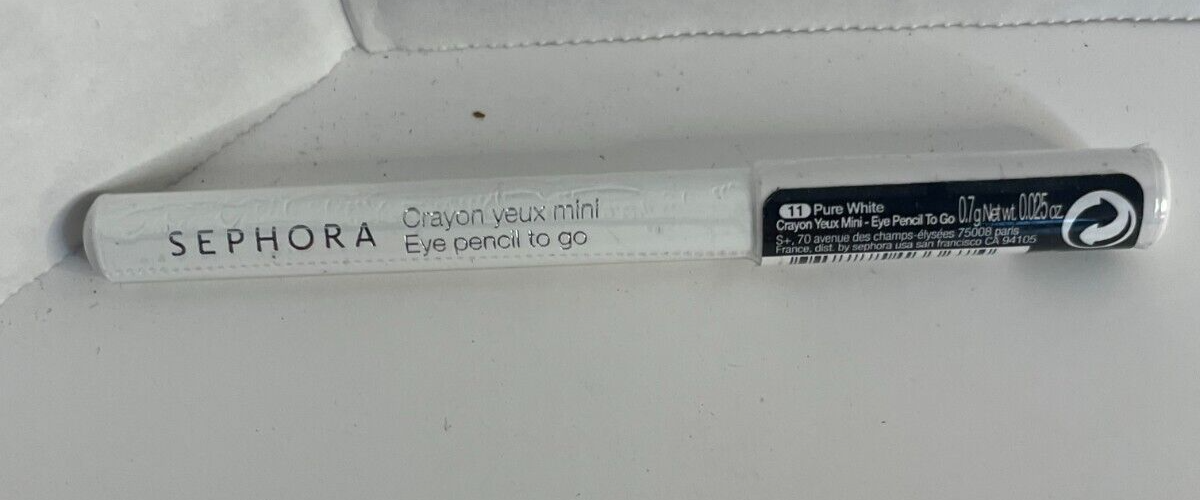 SEPHORA
Crayon yeux mini
Eye pencil to go
11 Pure White
Crayon Yeux Mini - Eye Pencil To Go 0.7g Net wt. 0.025 oz
S+, 70 avenue des champs-élysées 75008 paris
France, dist. by sephora usa san francisco CA 94105